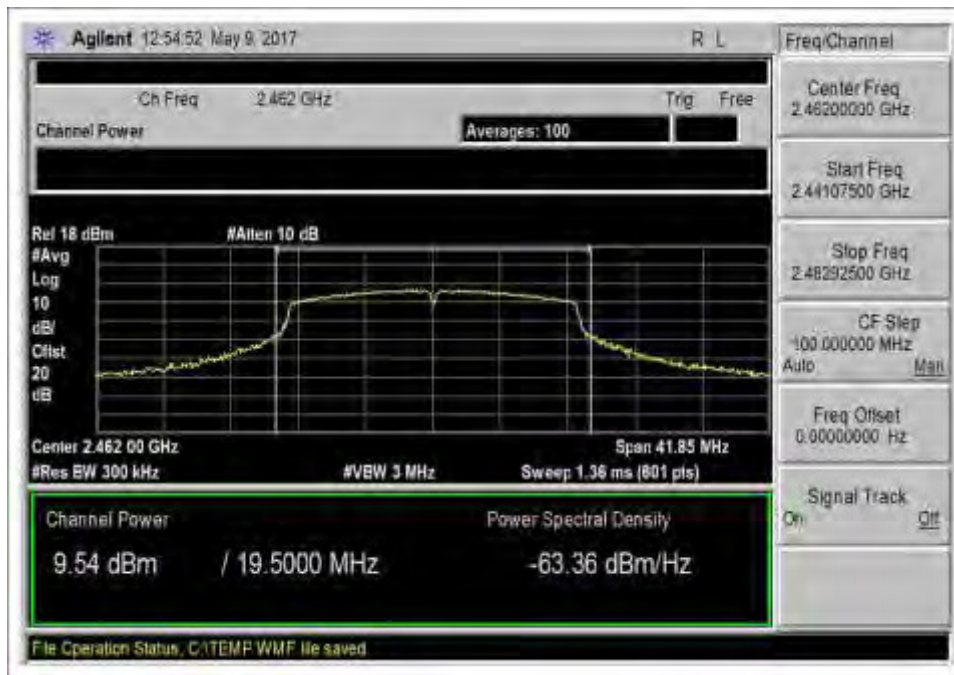 Agilent 12:54:52 May 9, 2017 R L
Freq/Channel
Ch Freq 2.462 GHz Trig Free
Channel Power Averages: 100
Center Freq
2.46200000 GHz
Start Freq
2.44107500 GHz
Stop Freq
2.48292500 GHz
CF Step
100.000000 MHz
Auto Man
Freq Offset
0.00000000 Hz
Signal Track
On Off
Ref 18 dBm #Atten 10 dB
#Avg
Log
10
dB/
Offst
20
dB
Center 2.462 00 GHz Span 41.85 MHz
#Res BW 300 kHz #VBW 3 MHz Sweep 1.36 ms (601 pts)
Channel Power Power Spectral Density
9.54 dBm / 19.5000 MHz -63.36 dBm/Hz
File Operation Status, C:\TEMP.WMF file saved